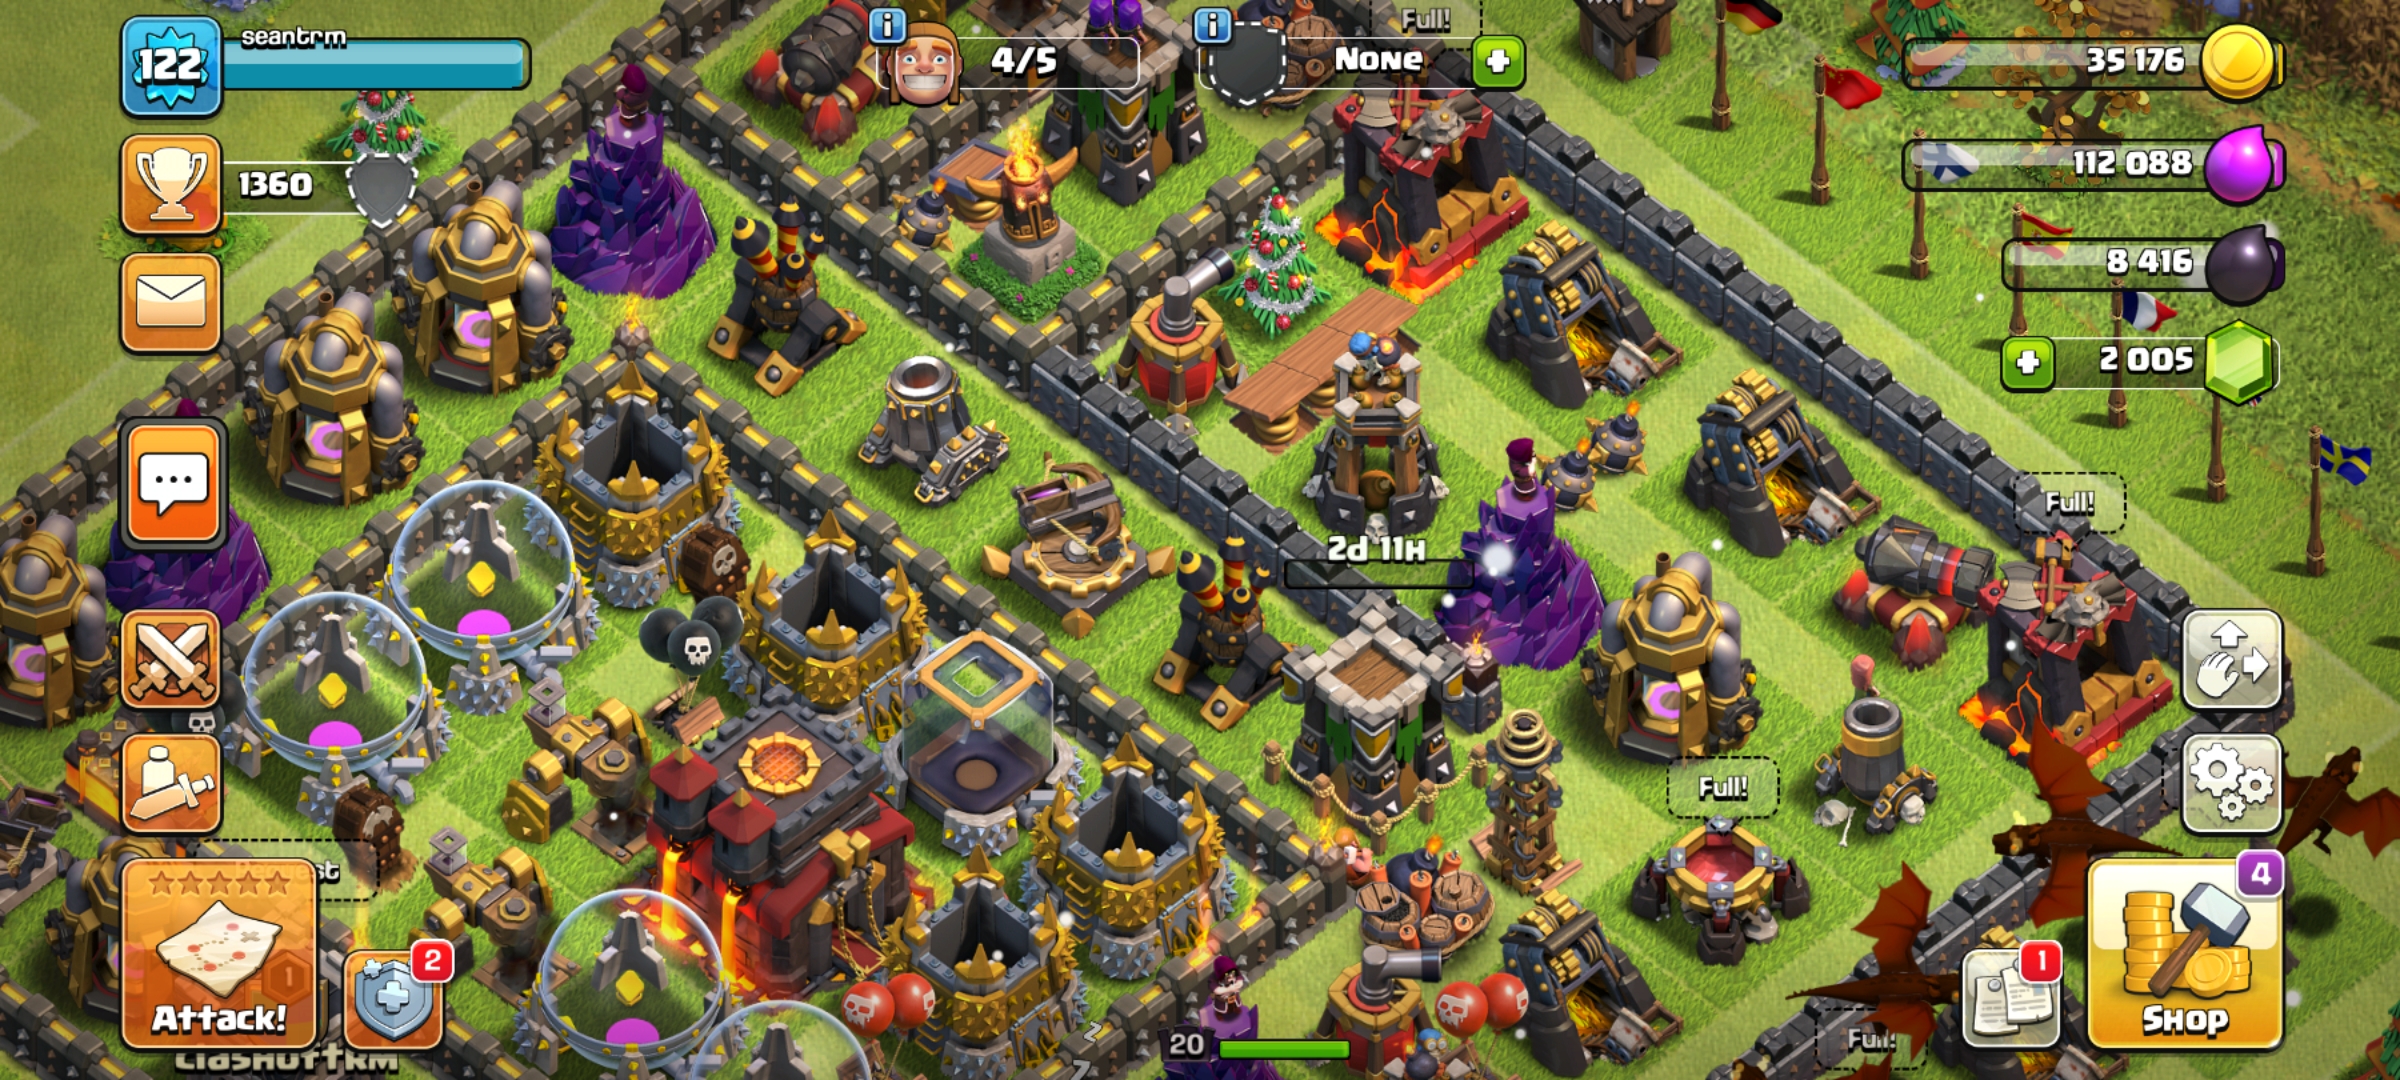 Full!
seantrm
122
4/5
None
35 176
1360
112 088
8 416
2 005
Full!
2d 11H
Full!
4
2
1
Attack!
Shop
20
Full!